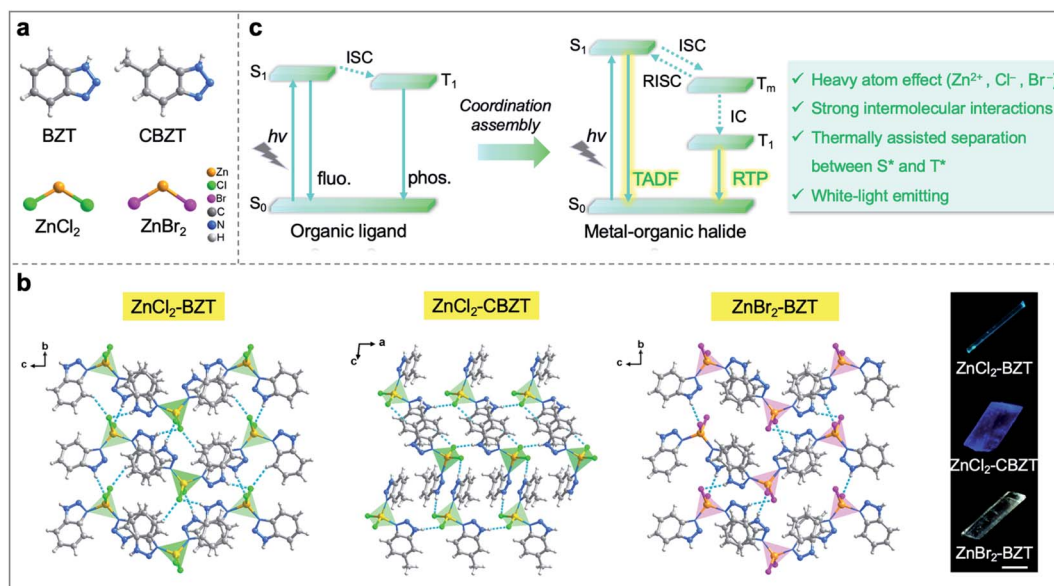 a
BZT
CBZT
ZnCl₂
ZnBr₂
Zn
Cl
Br
C
N
H
c
S₁
ISC
T₁
hv
fluo.
phos.
S₀
Organic ligand
Coordination
assembly
S₁
ISC
RISC
Tₘ
IC
T₁
hv
TADF
RTP
S₀
Metal-organic halide
✓ Heavy atom effect (Zn²⁺, Cl⁻, Br⁻)
✓ Strong intermolecular interactions
✓ Thermally assisted separation
between S* and T*
✓ White-light emitting
b
ZnCl₂-BZT
b
c
ZnCl₂-CBZT
a
c
ZnBr₂-BZT
b
c
ZnCl₂-BZT
ZnCl₂-CBZT
ZnBr₂-BZT